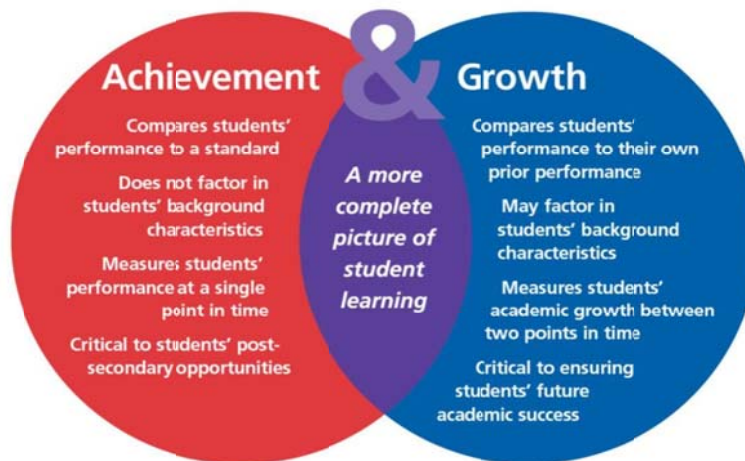 Achievement & Growth
Compares students'
performance to a standard
Does not factor in
students' background
characteristics
Measures students'
performance at a single
point in time
Critical to students' post-
secondary opportunities
A more
complete
picture of
student
learning
Compares students'
performance to their own
prior performance
May factor in
students' background
characteristics
Measures students'
academic growth between
two points in time
Critical to ensuring
students' future
academic success